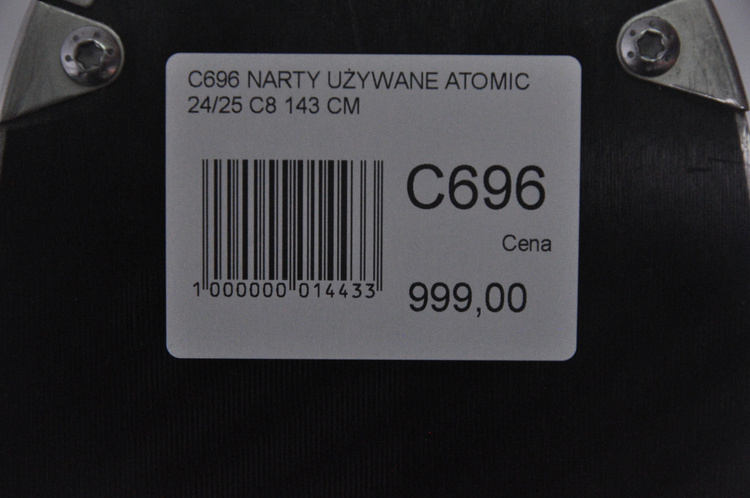 C696 NARTY UŻYWANE ATOMIC
24/25 C8 143 CM
C696
Cena
999,00
1 000000 014433